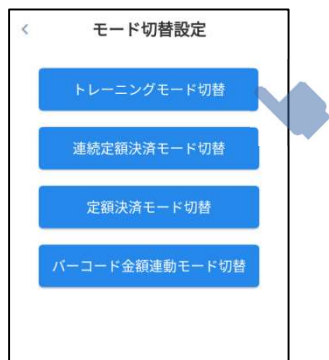 モード切替設定
トレーニングモード切替
連続定額決済モード切替
定額決済モード切替
バーコード金額連動モード切替